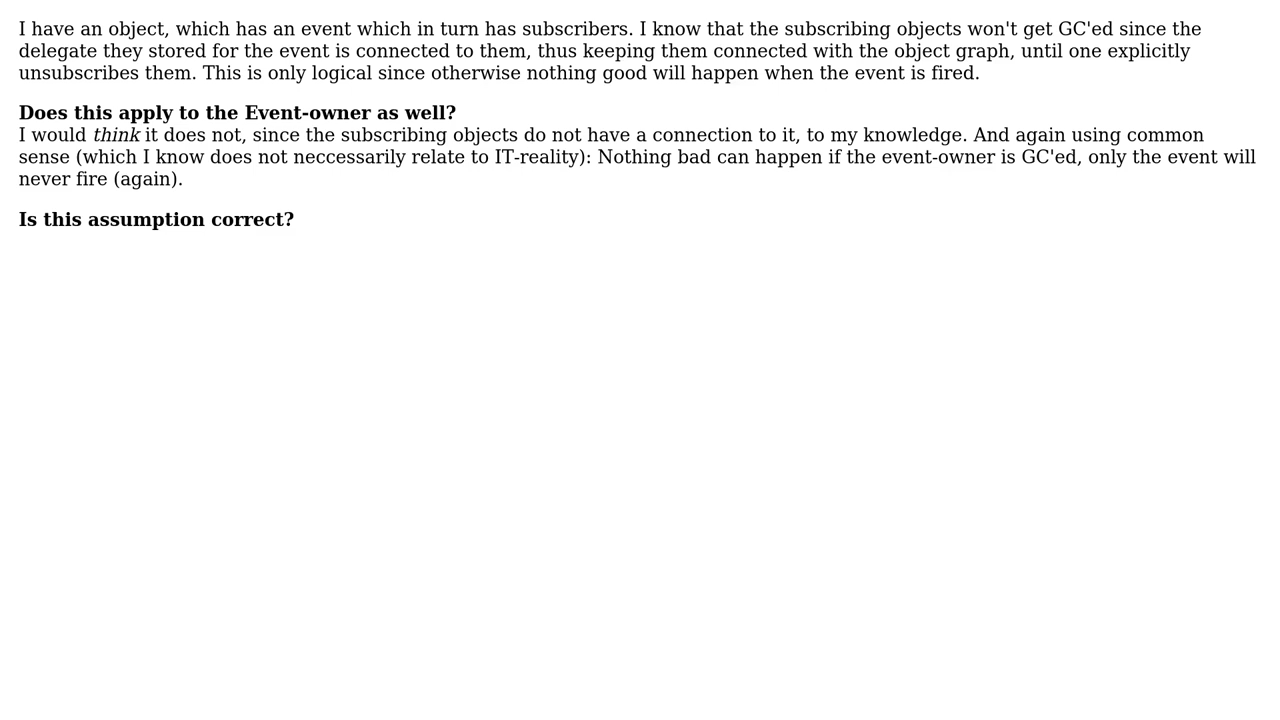 I have an object, which has an event which in turn has subscribers. I know that the subscribing objects won't get GC'ed since the
delegate they stored for the event is connected to them, thus keeping them connected with the object graph, until one explicitly
unsubscribes them. This is only logical since otherwise nothing good will happen when the event is fired.
Does this apply to the Event-owner as well?
I would think it does not, since the subscribing objects do not have a connection to it, to my knowledge. And again using common
sense (which I know does not neccessarily relate to IT-reality): Nothing bad can happen if the event-owner is GC'ed, only the event will
never fire (again).
Is this assumption correct?